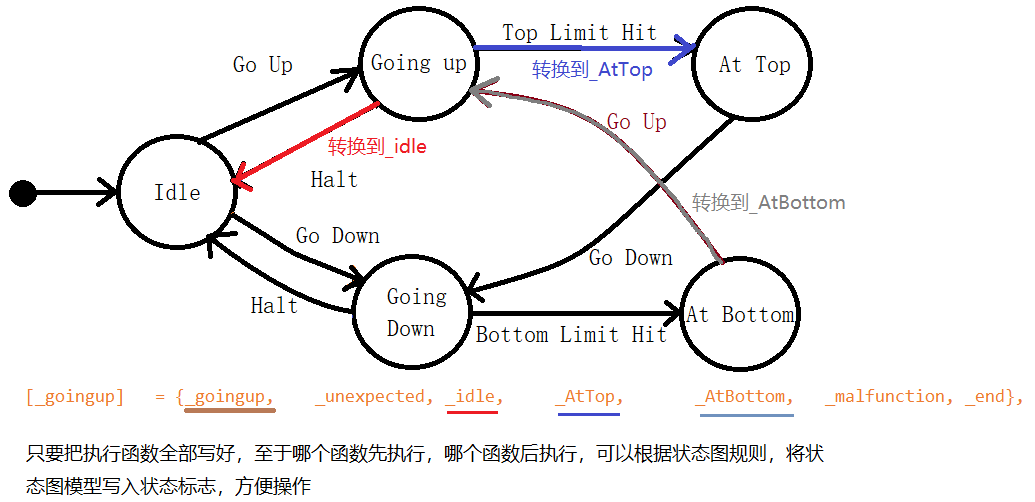 Top Limit Hit
Go Up
Going up
转换到_AtTop
At Top
Go Up
转换到_idle
Halt
Idle
转换到_AtBottom
Go Down
Go Down
Halt
Going
Down
At Bottom
Bottom Limit Hit
[_goingup] = {_goingup, _unexpected, _idle, _AtTop, _AtBottom, _malfunction, _end},
只要把执行函数全部写好，至于哪个函数先执行，哪个函数后执行，可以根据状态图规则，将状
态图模型写入状态标志，方便操作